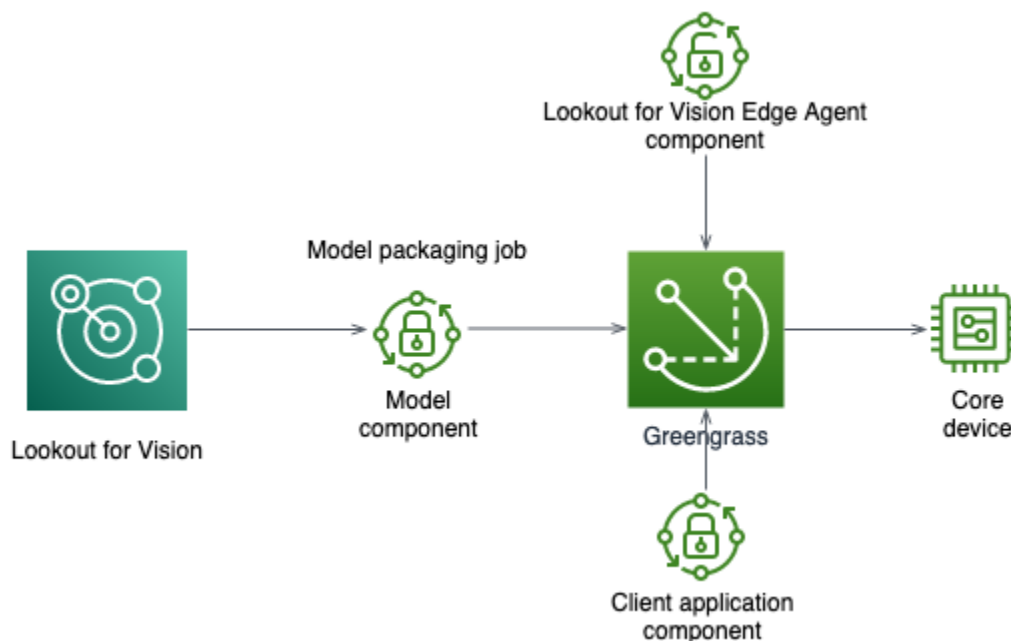 Lookout for Vision Edge Agent
component
Model packaging job
Lookout for Vision
Model
component
Greengrass
Core
device
Client application
component